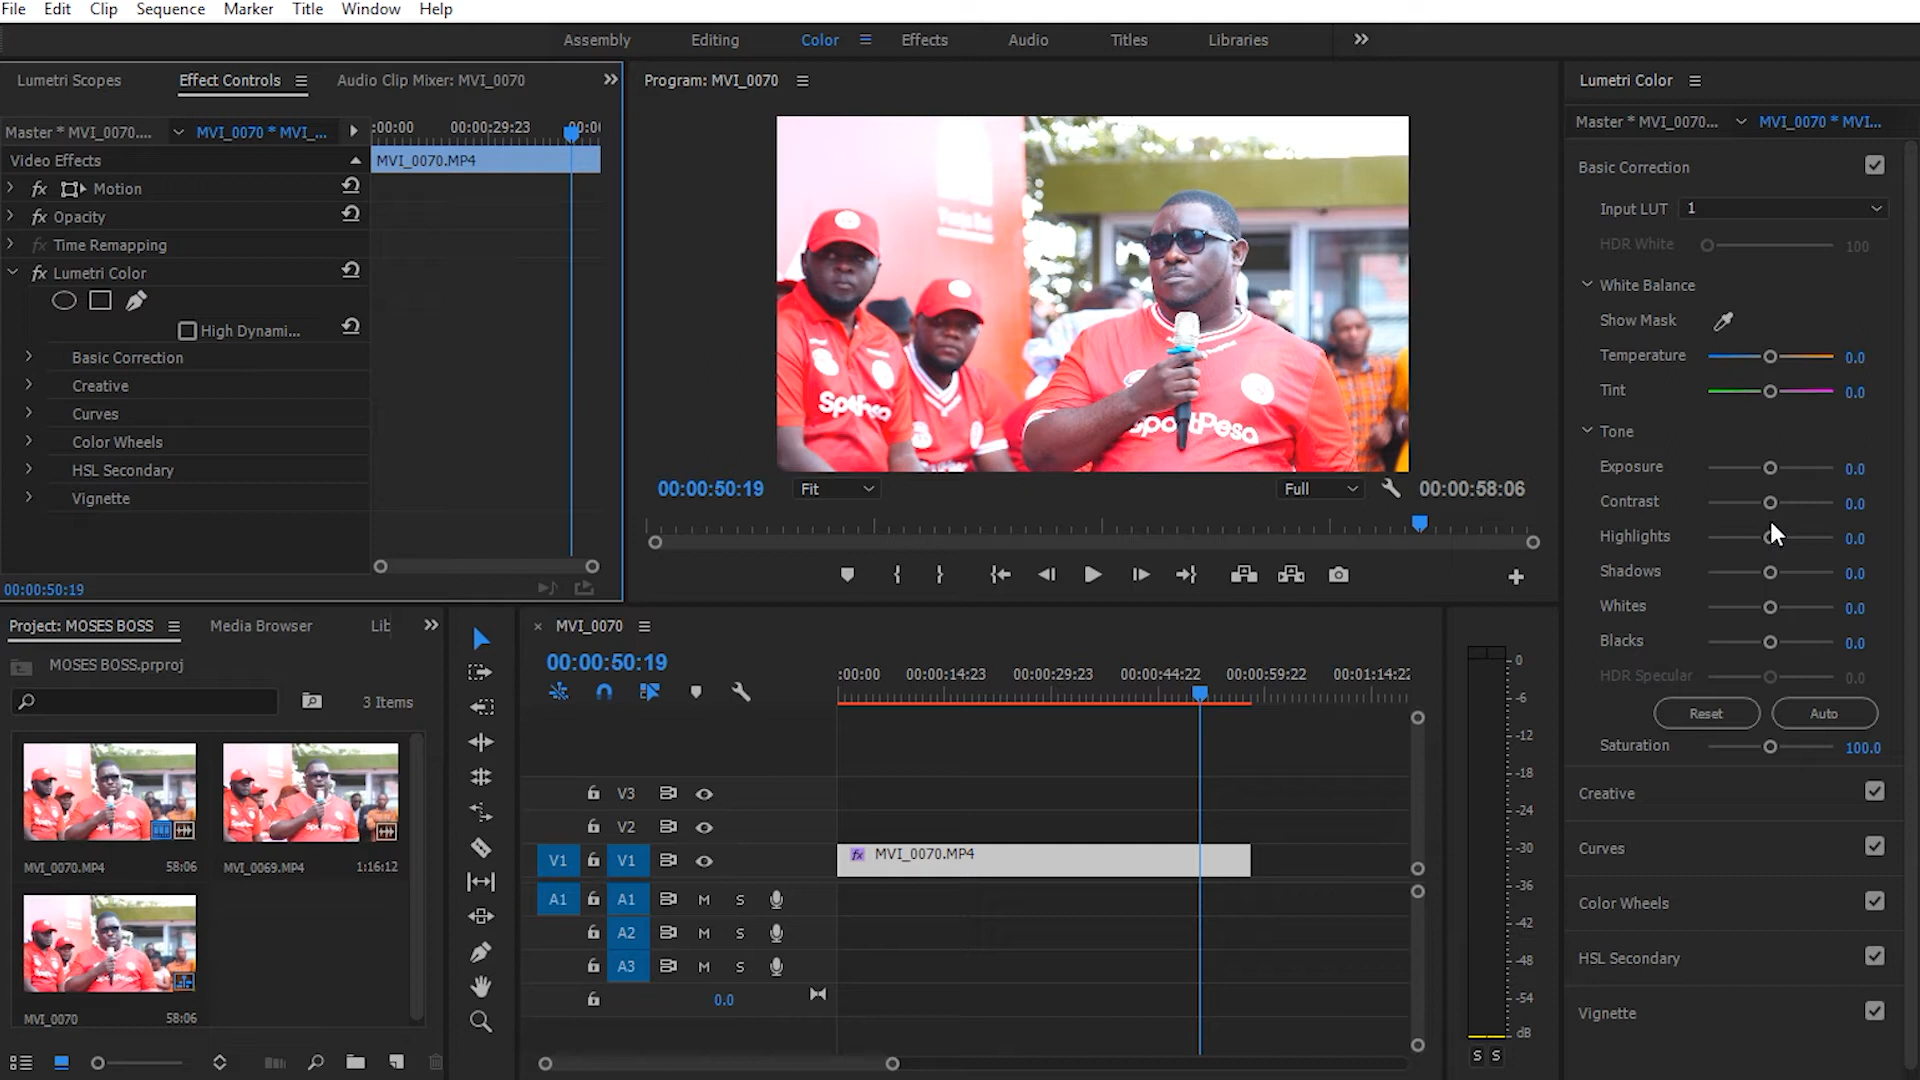 File Edit Clip Sequence Marker Title Window Help
Assembly Editing Color Effects Audio Titles Libraries
Lumetri Scopes Effect Controls Audio Clip Mixer: MVI_0070
Master * MVI_0070.... MVI_0070 * MVI_... :00:00 00:00:29:23
Video Effects MVI_0070.MP4
fx Motion
fx Opacity
fx Time Remapping
fx Lumetri Color
High Dynami...
Basic Correction
Creative
Curves
Color Wheels
HSL Secondary
Vignette
00:00:50:19
Program: MVI_0070
SportPesa
SportPesa
00:00:50:19 Fit Full 00:00:58:06
Lumetri Color
Master * MVI_0070... MVI_0070 * MVI...
Basic Correction
Input LUT 1
HDR White 100
White Balance
Show Mask
Temperature 0.0
Tint 0.0
Tone
Exposure 0.0
Contrast 0.0
Highlights 0.0
Shadows 0.0
Whites 0.0
Blacks 0.0
HDR Specular 0.0
Reset Auto
Saturation 100.0
Creative
Curves
Color Wheels
HSL Secondary
Vignette
Project: MOSES BOSS Media Browser Lib
MOSES BOSS.prproj
3 Items
MVI_0070.MP4 58:06 MVI_0069.MP4 1:16:12
MVI_0070 58:06
× MVI_0070
00:00:50:19
:00:00 00:00:14:23 00:00:29:23 00:00:44:22 00:00:59:22 00:01:14:22
V3
V2
V1 V1 fx MVI_0070.MP4
A1 A1 M S
A2 M S
A3 M S
0.0
0
-6
-12
-18
-24
-30
-36
-42
-48
-54
dB
S S